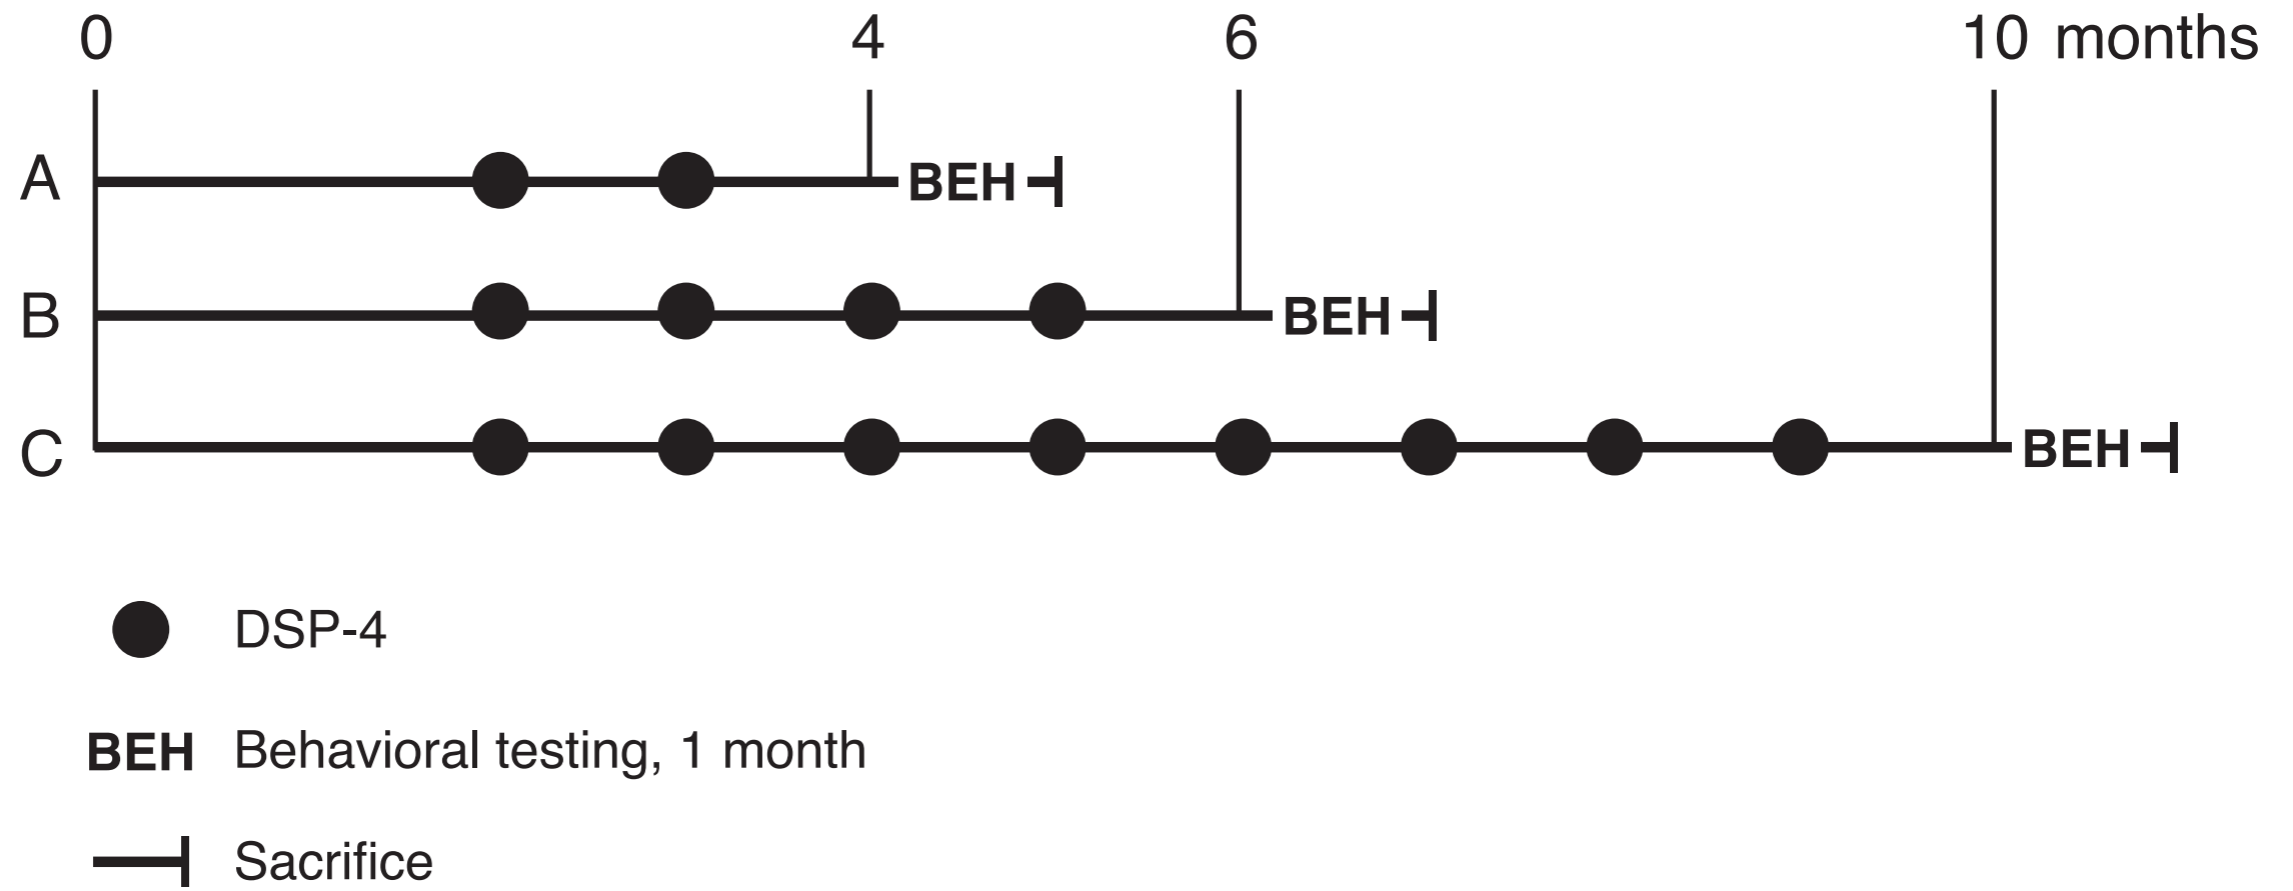 0 4 6 10 months
A BEH
B BEH
C BEH
DSP-4
BEH Behavioral testing, 1 month
Sacrifice